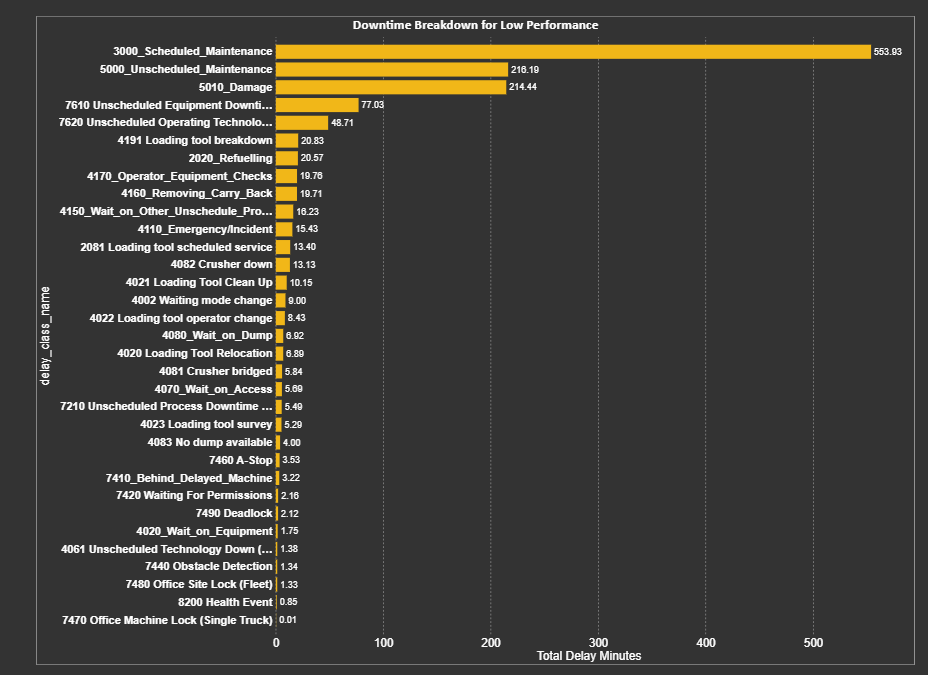 Downtime Breakdown for Low Performance
3000_Scheduled_Maintenance 553.93
5000_Unscheduled_Maintenance 216.19
5010_Damage 214.44
7610 Unscheduled Equipment Downti... 77.03
7620 Unscheduled Operating Technolo... 48.71
4191 Loading tool breakdown 20.83
2020_Refuelling 20.57
4170_Operator_Equipment_Checks 19.76
4160_Removing_Carry_Back 19.71
4150_Wait_on_Other_Unschedule_Pro... 16.23
4110_Emergency/Incident 15.43
2081 Loading tool scheduled service 13.40
4082 Crusher down 13.13
4021 Loading Tool Clean Up 10.15
4002 Waiting mode change 9.00
4022 Loading tool operator change 8.43
4080_Wait_on_Dump 6.92
4020 Loading Tool Relocation 6.89
4081 Crusher bridged 5.84
4070_Wait_on_Access 5.69
7210 Unscheduled Process Downtime ... 5.49
4023 Loading tool survey 5.29
4083 No dump available 4.00
7460 A-Stop 3.53
7410_Behind_Delayed_Machine 3.22
7420 Waiting For Permissions 2.16
7490 Deadlock 2.12
4020_Wait_on_Equipment 1.75
4061 Unscheduled Technology Down (... 1.38
7440 Obstacle Detection 1.34
7480 Office Site Lock (Fleet) 1.33
8200 Health Event 0.85
7470 Office Machine Lock (Single Truck) 0.01
delay_class_name
0 100 200 300 400 500
Total Delay Minutes